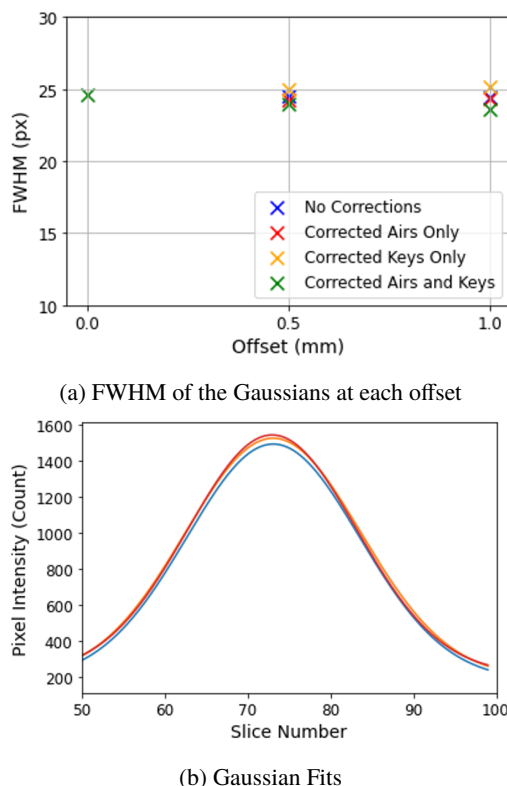 30
25
20
15
10
FWHM (px)
No Corrections
Corrected Airs Only
Corrected Keys Only
Corrected Airs and Keys
0.0 0.5 1.0
Offset (mm)
(a) FWHM of the Gaussians at each offset
1600
1400
1200
1000
800
600
400
200
Pixel Intensity (Count)
50 60 70 80 90 100
Slice Number
(b) Gaussian Fits